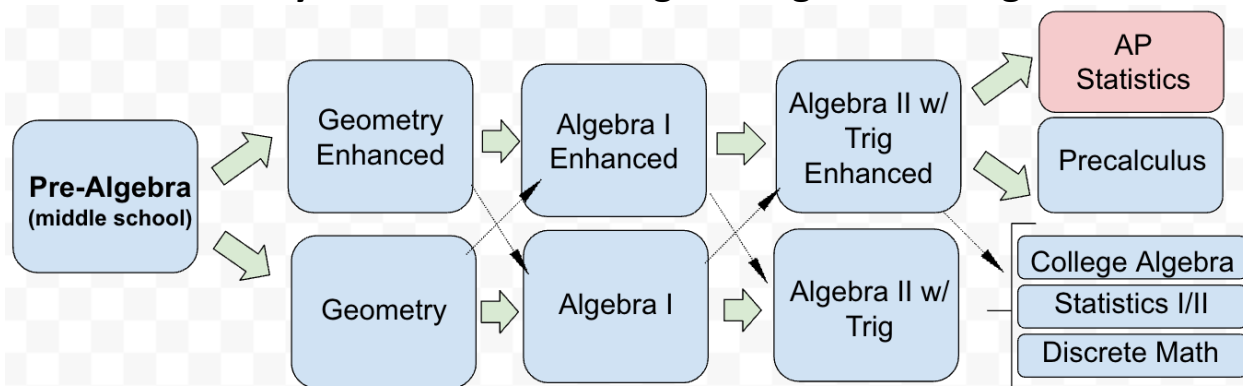 Pre-Algebra
(middle school)
Geometry
Enhanced
Geometry
Algebra I
Enhanced
Algebra I
Algebra II w/
Trig
Enhanced
Algebra II w/
Trig
AP
Statistics
Precalculus
College Algebra
Statistics I/II
Discrete Math